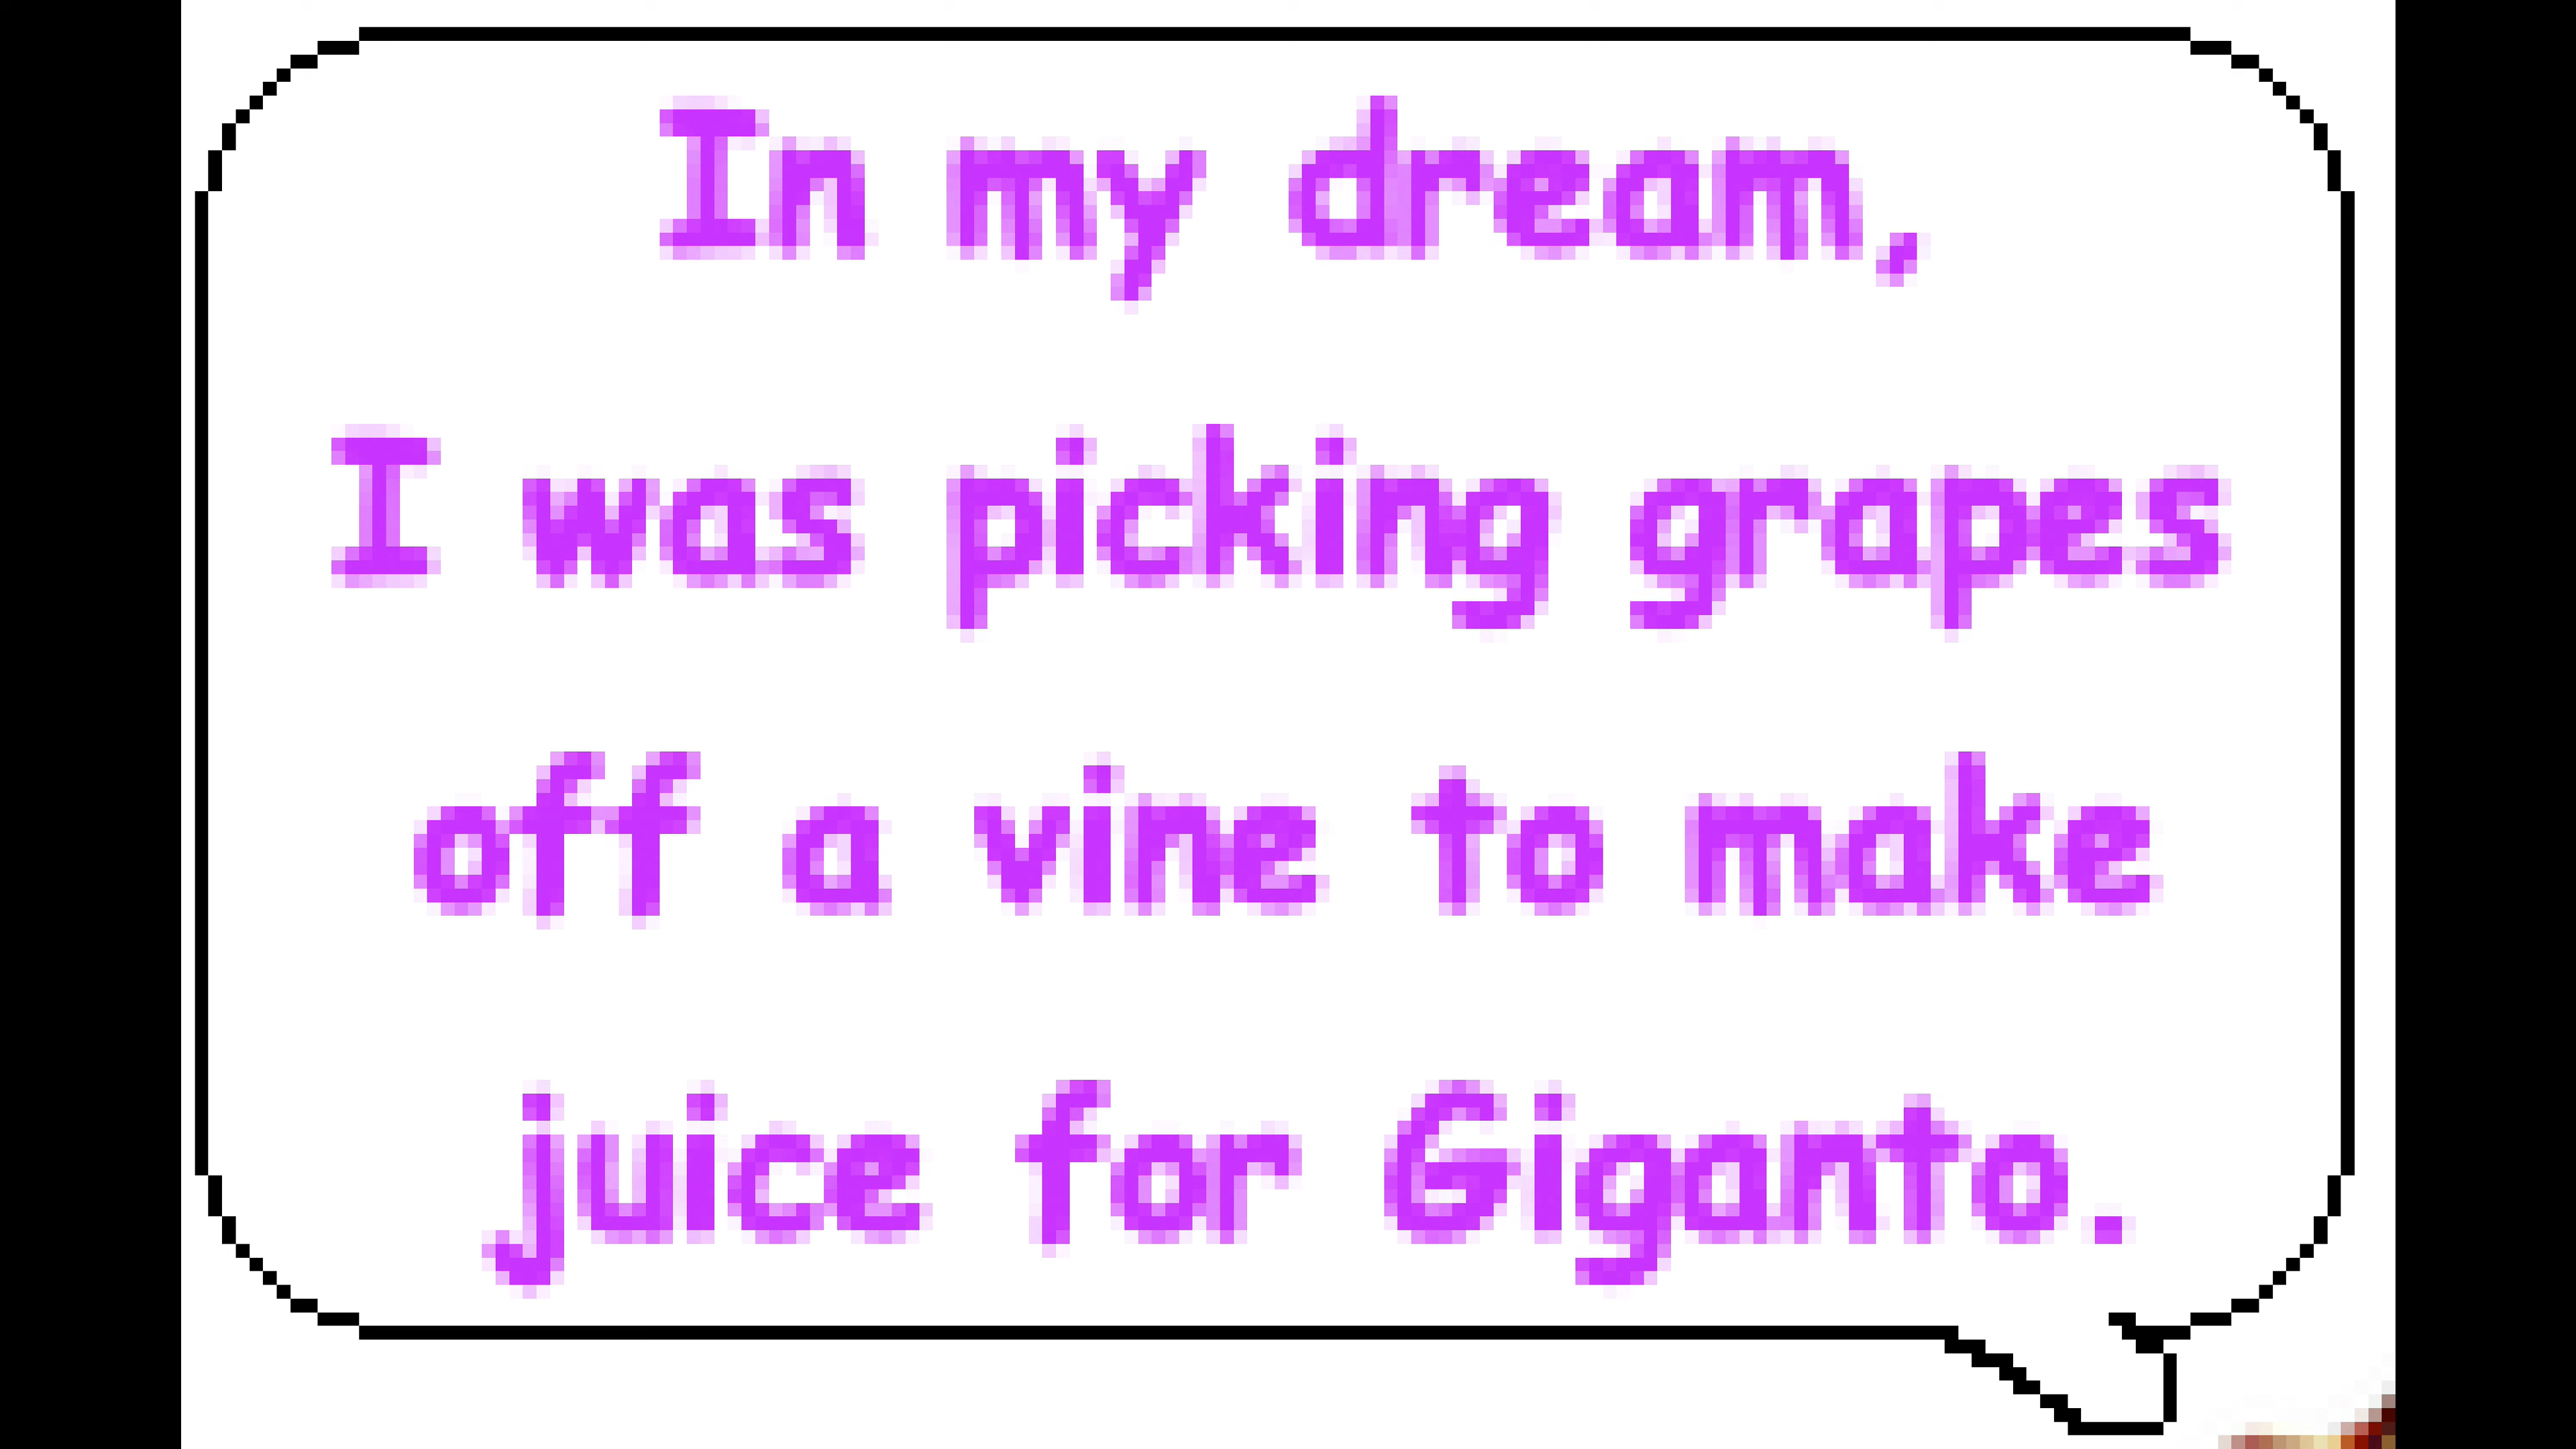 In my dream,
I was picking grapes
off a vine to make
juice for Giganto.